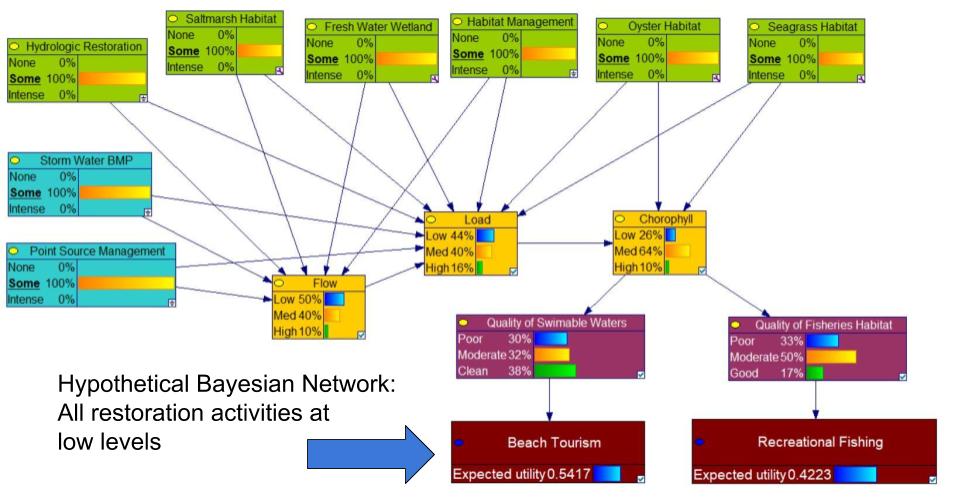 Saltmarsh Habitat
None 0%
Some 100%
Intense 0%
Fresh Water Wetland
None 0%
Some 100%
Intense 0%
Habitat Management
None 0%
Some 100%
Intense 0%
Oyster Habitat
None 0%
Some 100%
Intense 0%
Seagrass Habitat
None 0%
Some 100%
Intense 0%
Hydrologic Restoration
None 0%
Some 100%
Intense 0%
Storm Water BMP
None 0%
Some 100%
Intense 0%
Point Source Management
None 0%
Some 100%
Intense 0%
Load
Low 44%
Med 40%
High 16%
Chorophyll
Low 26%
Med 64%
High 10%
Flow
Low 50%
Med 40%
High 10%
Quality of Swimable Waters
Poor 30%
Moderate 32%
Clean 38%
Quality of Fisheries Habitat
Poor 33%
Moderate 50%
Good 17%
Hypothetical Bayesian Network:
All restoration activities at
low levels
Beach Tourism
Expected utility 0.5417
Recreational Fishing
Expected utility 0.4223